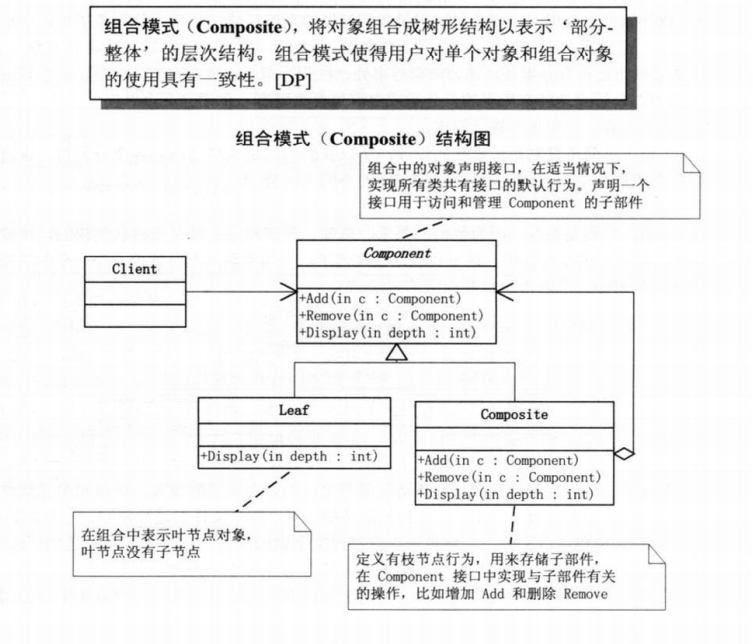 组合模式（Composite），将对象组合成树形结构以表示‘部分-
整体’的层次结构。组合模式使得用户对单个对象和组合对象
的使用具有一致性。[DP]
组合模式（Composite）结构图
组合中的对象声明接口，在适当情况下，
实现所有类共有接口的默认行为。声明一个
接口用于访问和管理 Component 的子部件
Component
+Add(in c : Component)
+Remove(in c : Component)
+Display(in depth : int)
Client
Leaf
+Display(in depth : int)
Composite
+Add(in c : Component)
+Remove(in c : Component)
+Display(in depth : int)
在组合中表示叶节点对象，
叶节点没有子节点
定义有枝节点行为，用来存储子部件，
在 Component 接口中实现与子部件有关
的操作，比如增加 Add 和删除 Remove